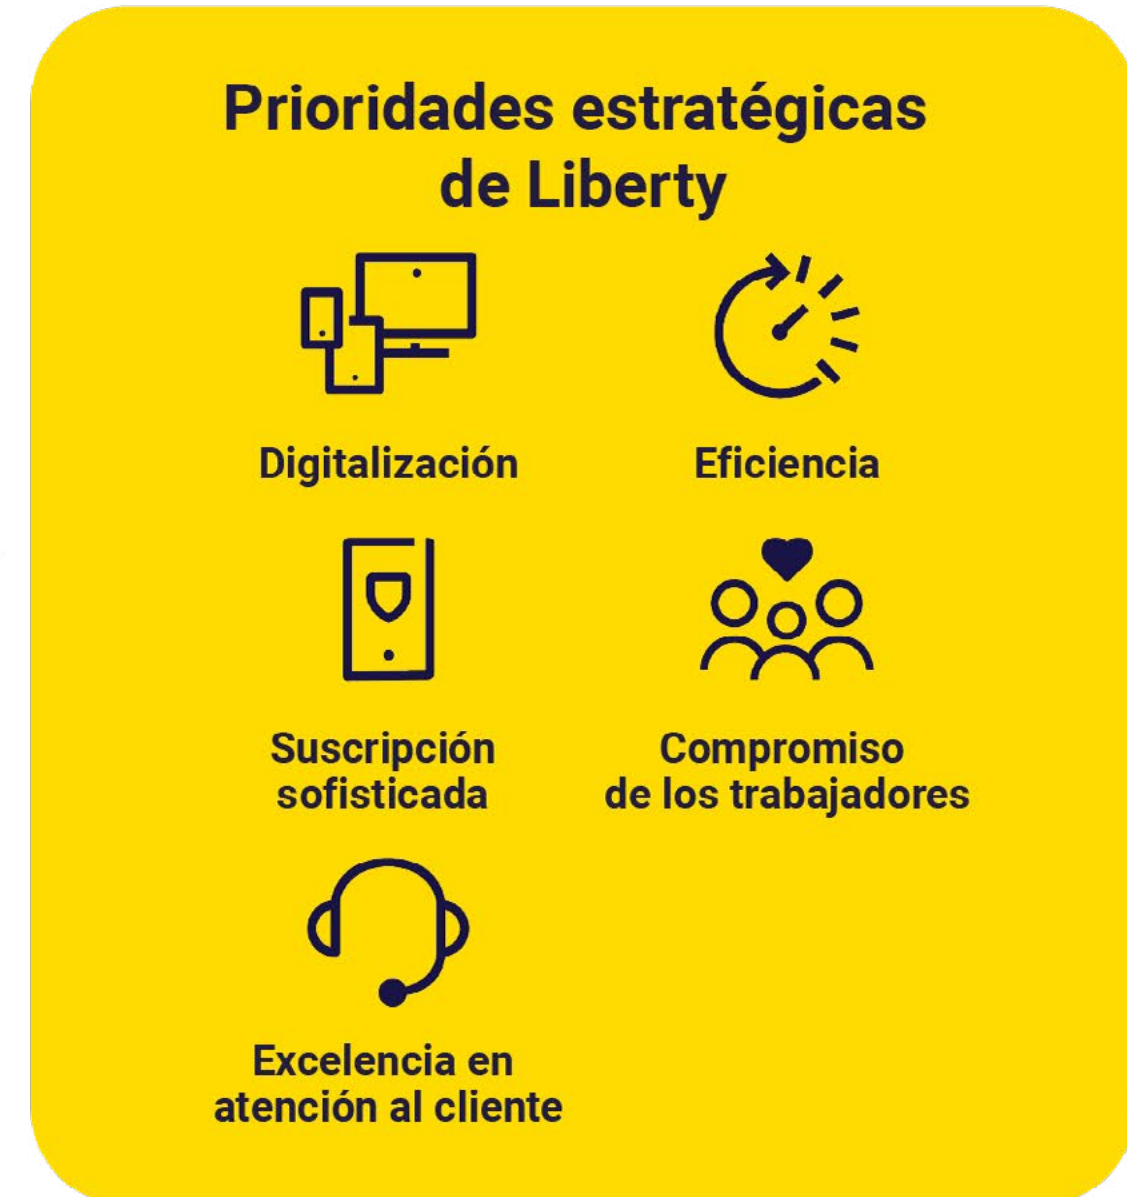 Prioridades estratégicas
de Liberty
Digitalización
Eficiencia
Suscripción
sofisticada
Compromiso
de los trabajadores
Excelencia en
atención al cliente